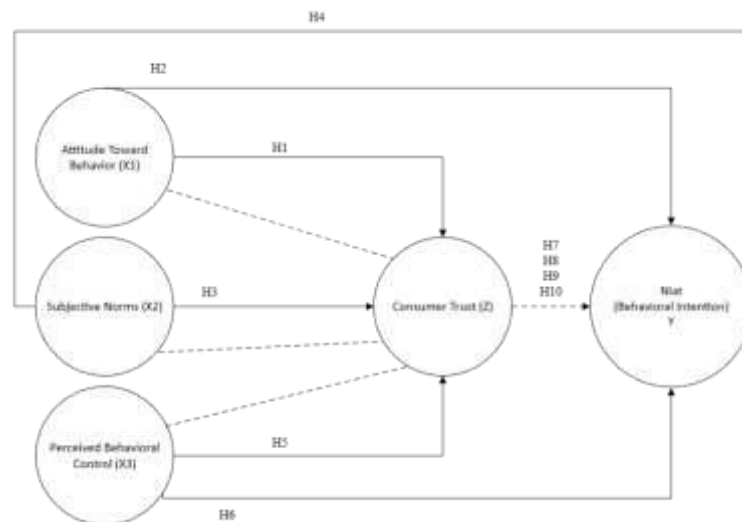 H4
H2
Attitude Toward
Behavior (X1)
H1
Subjective Norms (X2)
H3
Consumer Trust (Z)
H7
H8
H9
H10
Niat
(Behavioral Intention)
Y
Perceived Behavioral
Control (X3)
H5
H6